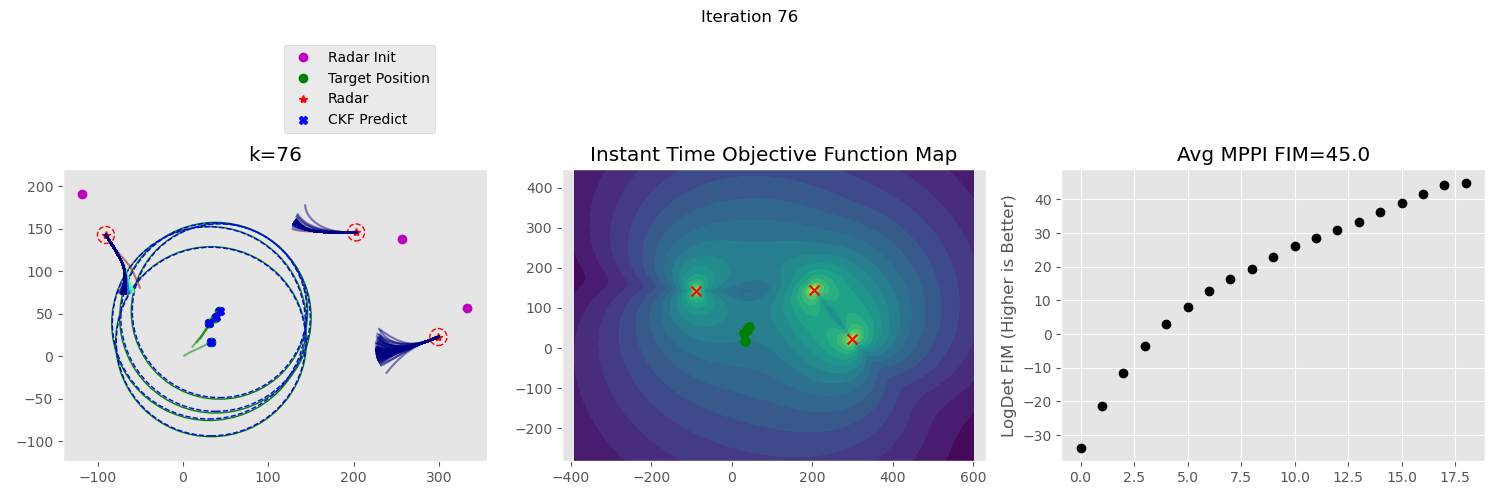 Iteration 76
Radar Init
Target Position
Radar
CKF Predict
k=76
200
150
100
50
0
−50
−100
−100 0 100 200 300
Instant Time Objective Function Map
400
300
200
100
0
−100
−200
−400 −200 0 200 400 600
Avg MPPI FIM=45.0
LogDet FIM (Higher is Better)
40
30
20
10
0
−10
−20
−30
0.0 2.5 5.0 7.5 10.0 12.5 15.0 17.5